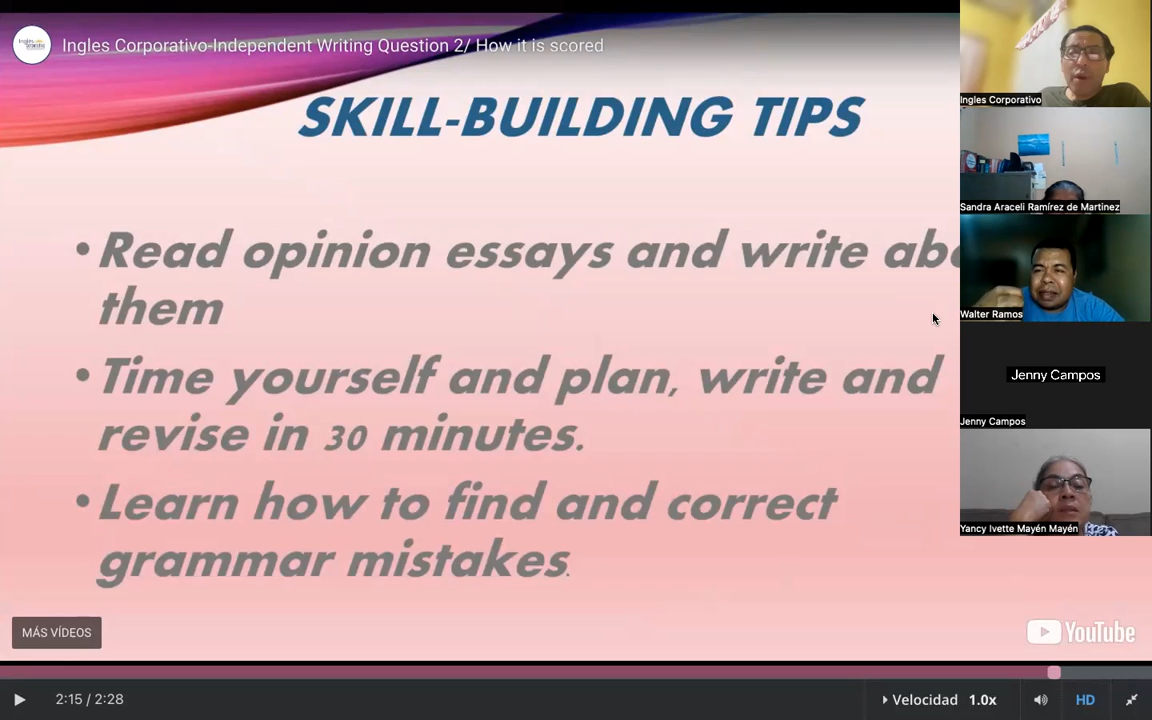 Ingles Corporativo-Independent Writing Question 2/ How it is scored
SKILL-BUILDING TIPS
•Read opinion essays and write abo
them
•Time yourself and plan, write and
revise in 30 minutes.
•Learn how to find and correct
grammar mistakes.
Ingles Corporativo
Sandra Araceli Ramírez de Martinez
Walter Ramos
Jenny Campos
Jenny Campos
Yancy Ivette Mayén Mayén
MÁS VÍDEOS
YouTube
2:15 / 2:28
Velocidad 1.0x
HD